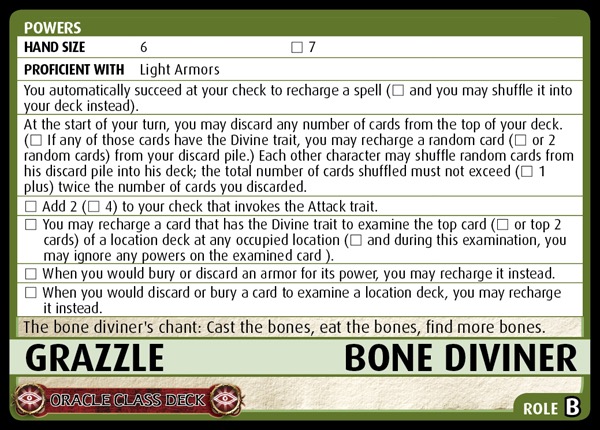 POWERS
HAND SIZE 6 ☐ 7
PROFICIENT WITH Light Armors
You automatically succeed at your check to recharge a spell (☐ and you may shuffle it into
your deck instead).
At the start of your turn, you may discard any number of cards from the top of your deck.
(☐ If any of those cards have the Divine trait, you may recharge a random card (☐ or 2
random cards) from your discard pile.) Each other character may shuffle random cards from
his discard pile into his deck; the total number of cards shuffled must not exceed (☐ 1
plus) twice the number of cards you discarded.
☐ Add 2 (☐ 4) to your check that invokes the Attack trait.
☐ You may recharge a card that has the Divine trait to examine the top card (☐ or top 2
cards) of a location deck at any occupied location (☐ and during this examination, you
may ignore any powers on the examined card ).
☐ When you would bury or discard an armor for its power, you may recharge it instead.
☐ When you would discard or bury a card to examine a location deck, you may recharge
it instead.
The bone diviner's chant: Cast the bones, eat the bones, find more bones.
GRAZZLE BONE DIVINER
ORACLE CLASS DECK
ROLE B